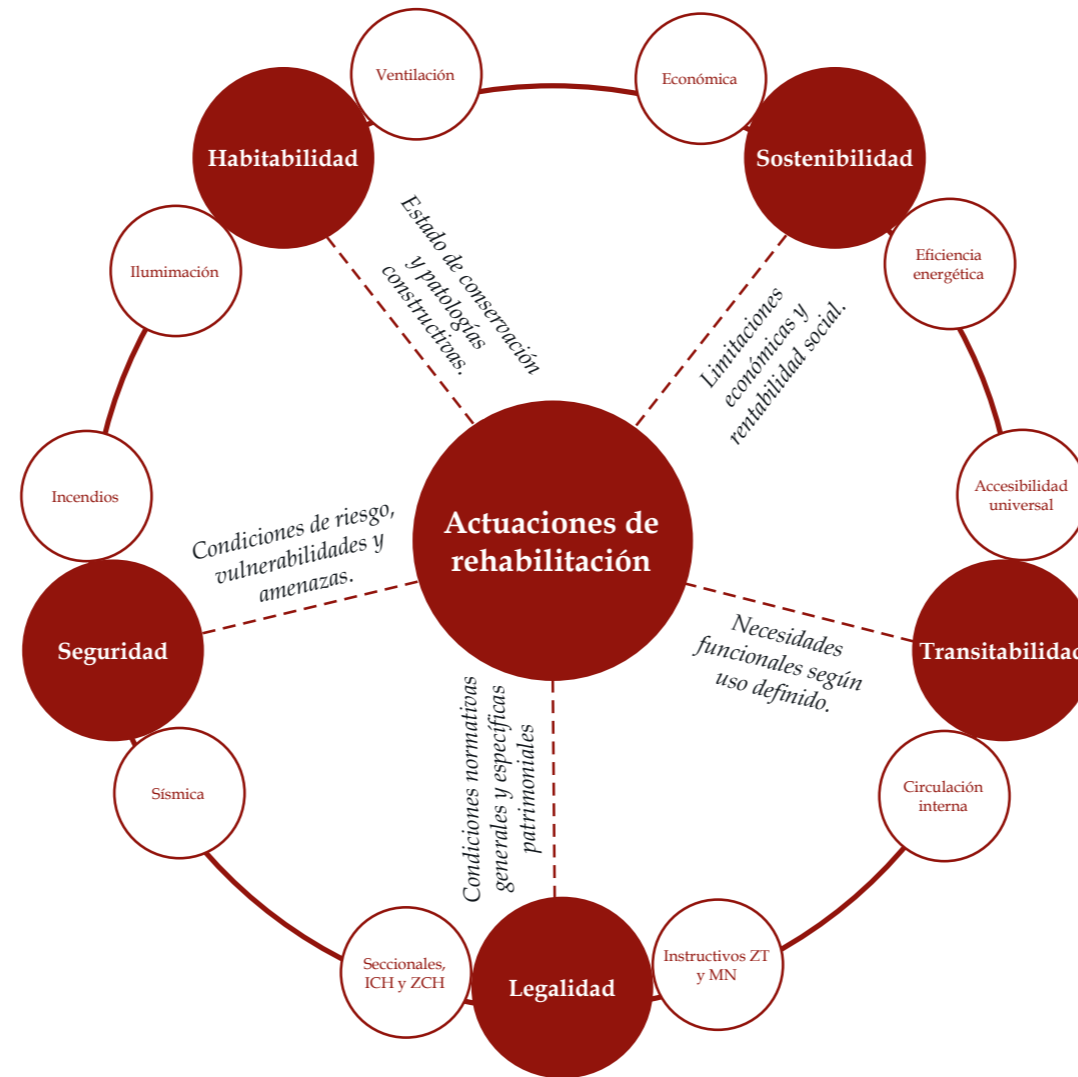 Ventilación
Económica
Habitabilidad
Sostenibilidad
Ilumimación
Eficiencia
energética
Estado de conservación
y patologías
constructivas.
Limitaciones
económicas y
rentabilidad social.
Incendios
Accesibilidad
universal
Actuaciones de
rehabilitación
Condiciones de riesgo,
vulnerabilidades y
amenazas.
Seguridad
Necesidades
funcionales según
uso definido.
Transitabilidad
Condiciones normativas
generales y específicas
patrimoniales
Sísmica
Circulación
interna
Seccionales,
ICH y ZCH
Legalidad
Instructivos ZT
y MN